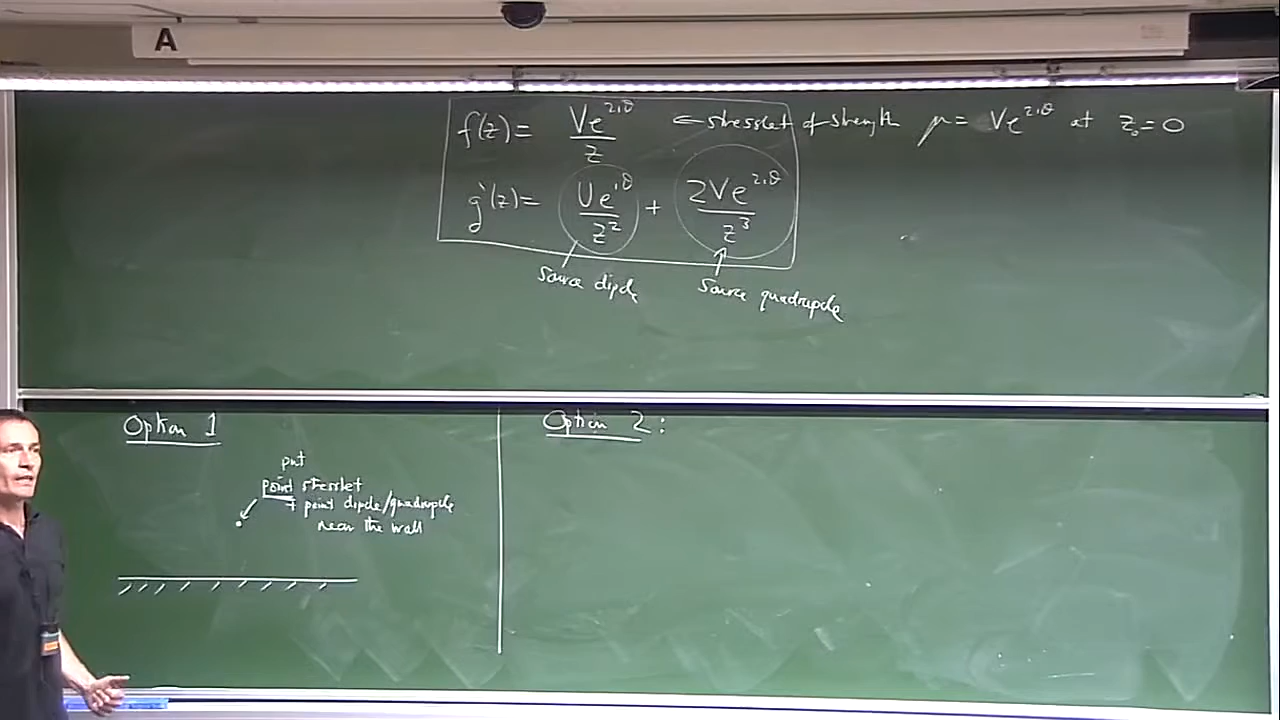 A
f(z) = Ve^{2iθ}/z ← stresslet of strength μ = Ve^{2iθ} at z₀ = 0
g'(z) = Ue^{iθ}/z² + 2Ve^{2iθ}/z³
source dipole source quadrupole
Option 1
put
point stresslet
+ point dipole/quadrupole
near the wall
Option 2: